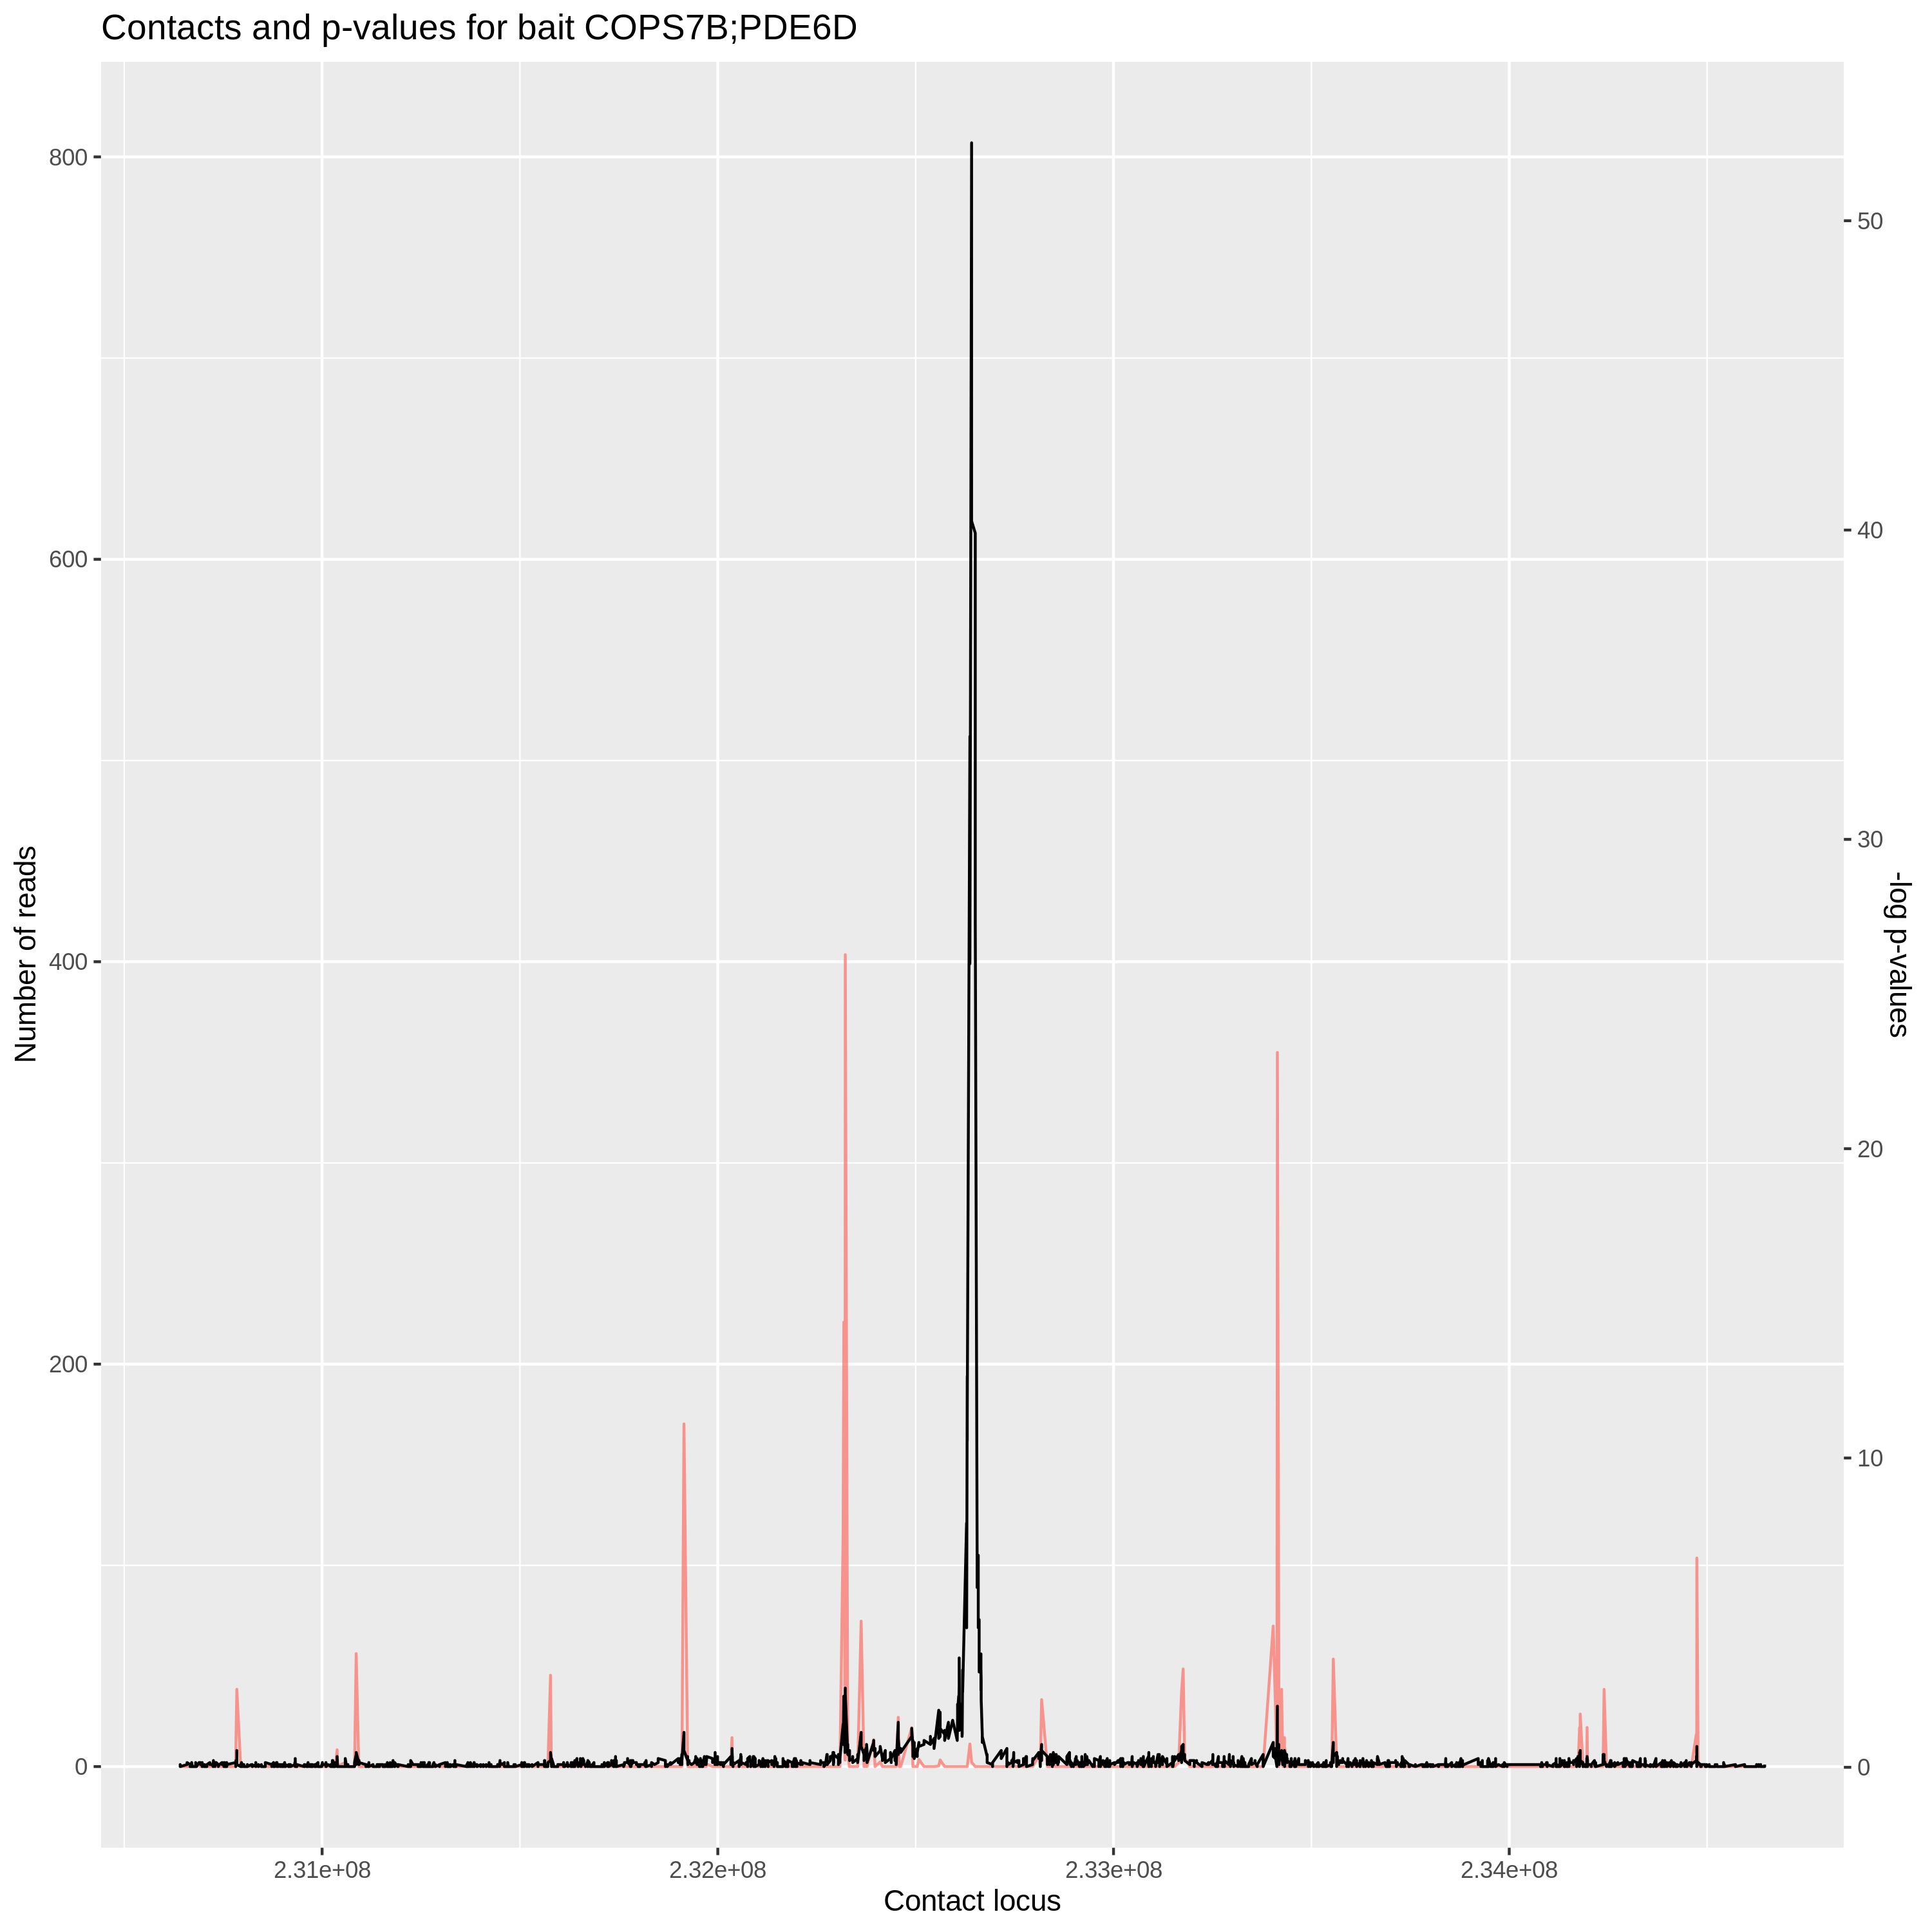 Contacts and p-values for bait COPS7B;PDE6D
800
600
400
200
0
Number of reads
50
40
30
20
10
0
-log p-values
2.31e+08
2.32e+08
2.33e+08
2.34e+08
Contact locus